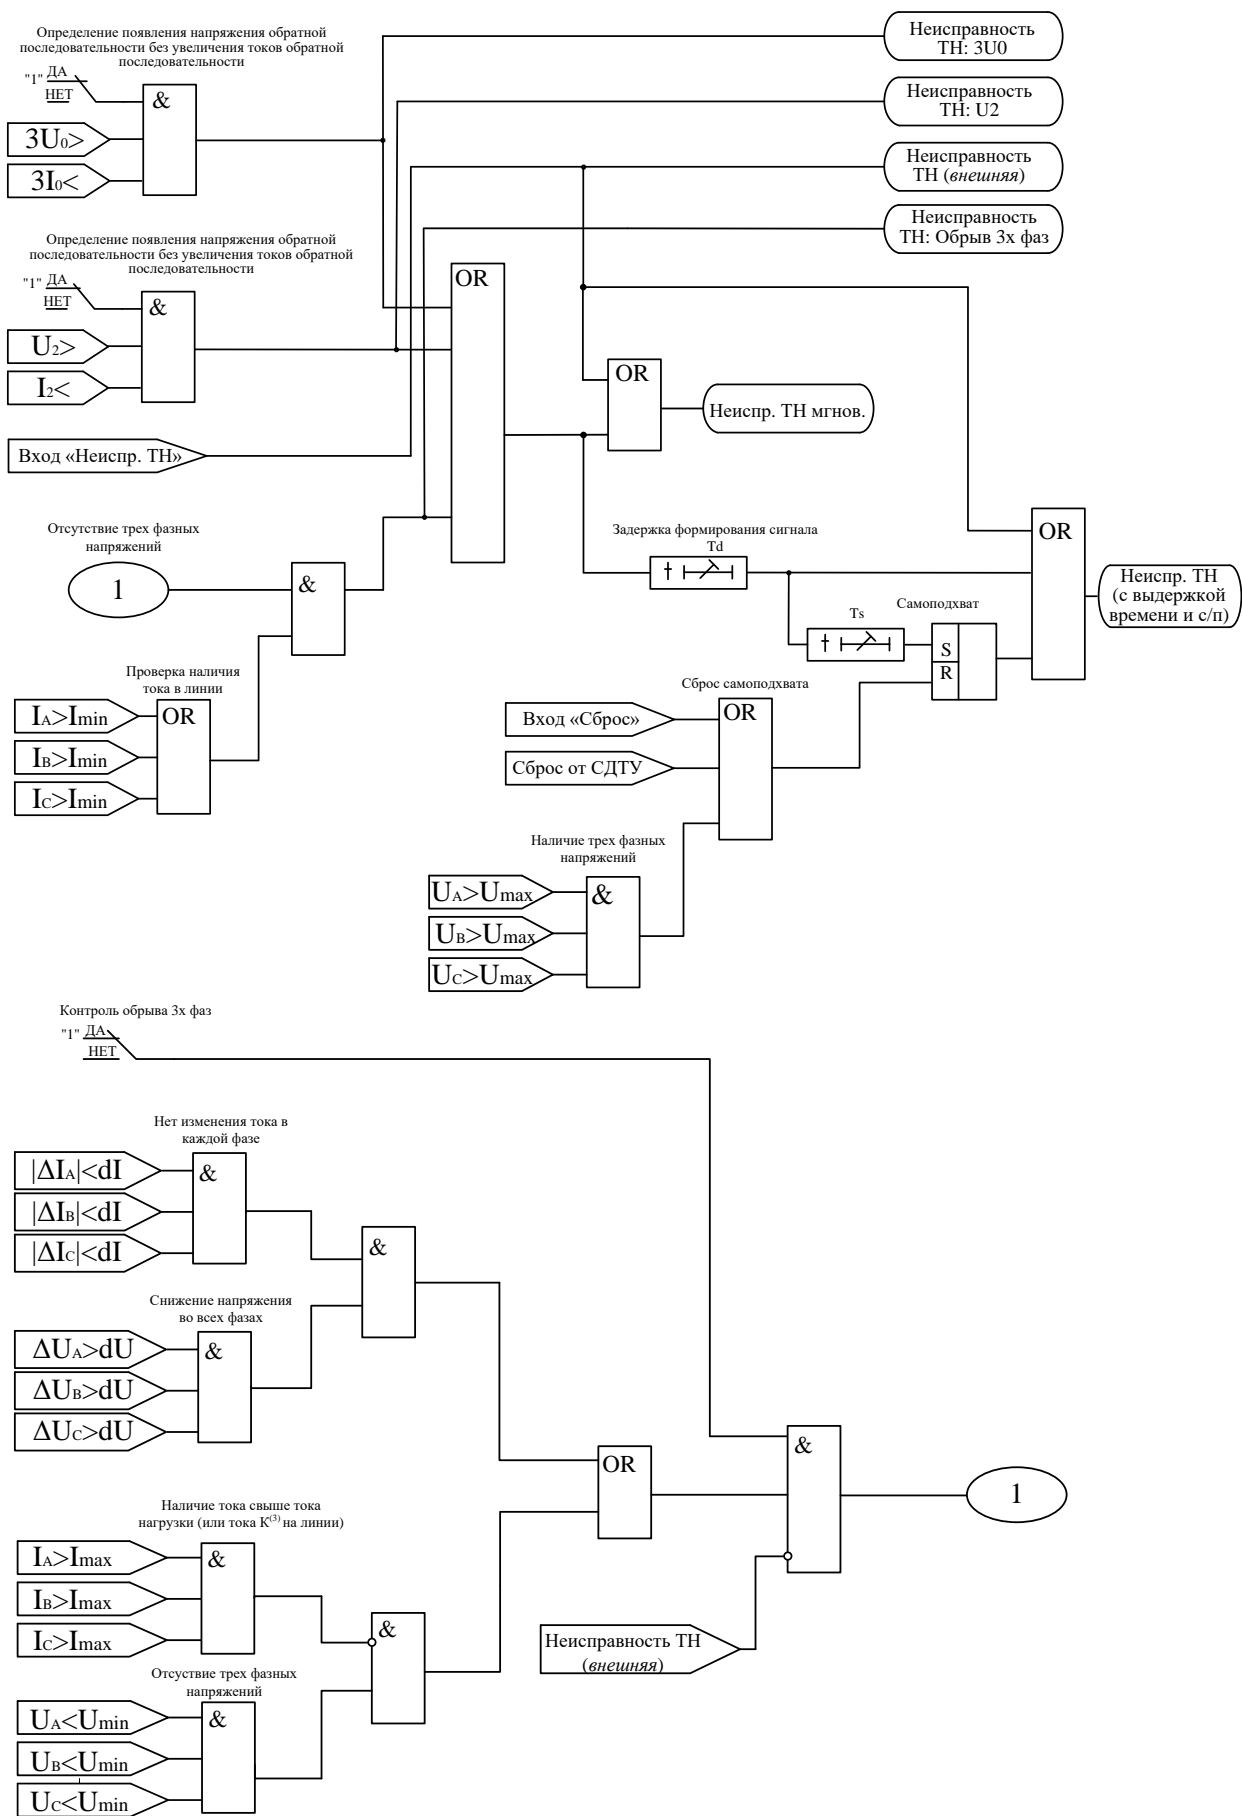 Определение появления напряжения обратной
последовательности без увеличения токов обратной
последовательности
"1" ДА
НЕТ
&
3U0>
3I0<
Неисправность
ТН: 3U0
Неисправность
ТН: U2
Неисправность
ТН (внешняя)
Неисправность
ТН: Обрыв 3х фаз
Определение появления напряжения обратной
последовательности без увеличения токов обратной
последовательности
"1" ДА
НЕТ
&
U2>
I2<
OR
OR
Неиспр. ТН мгнов.
Вход «Неиспр. ТН»
Отсутствие трех фазных
напряжений
1
&
Задержка формирования сигнала
Td
OR
Неиспр. ТН
(с выдержкой
времени и с/п)
Ts
Самоподхват
S
R
Проверка наличия
тока в линии
IA>Imin
IB>Imin
IC>Imin
OR
Сброс самоподхвата
Вход «Сброс»
Сброс от СДТУ
OR
Наличие трех фазных
напряжений
UA>Umax
UB>Umax
UC>Umax
&
Контроль обрыва 3х фаз
"1" ДА
НЕТ
Нет изменения тока в
каждой фазе
|ΔIA|<dI
|ΔIB|<dI
|ΔIC|<dI
&
&
Снижение напряжения
во всех фазах
ΔUA>dU
ΔUB>dU
ΔUC>dU
&
OR
&
1
Наличие тока свыше тока
нагрузки (или тока К(3) на линии)
IA>Imax
IB>Imax
IC>Imax
&
&
Неисправность ТН
(внешняя)
Отсуствие трех фазных
напряжений
UA<Umin
UB<Umin
UC<Umin
&